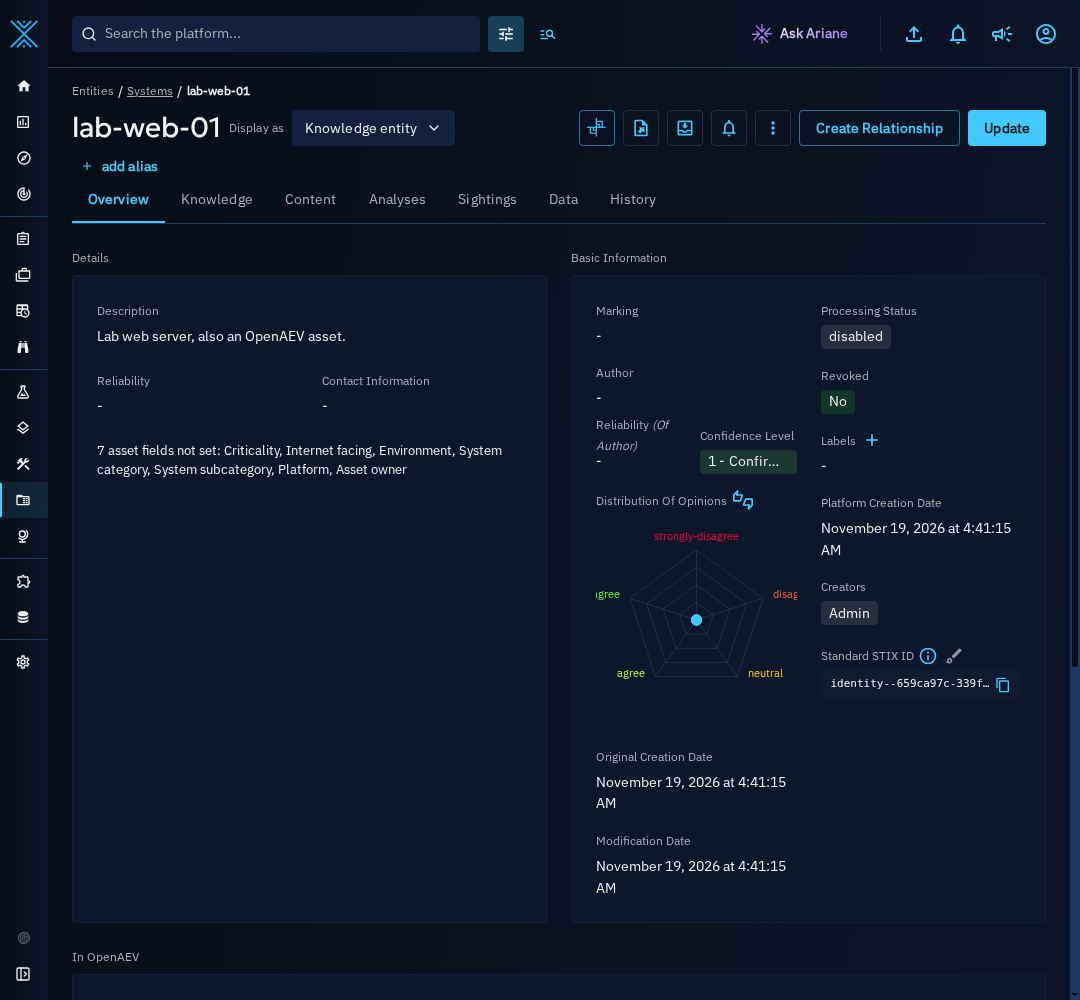 Search the platform...
Ask Ariane
Entities / Systems / lab-web-01
lab-web-01
Display as
Knowledge entity
Create Relationship
Update
+ add alias
Overview
Knowledge
Content
Analyses
Sightings
Data
History
Details
Description
Lab web server, also an OpenAEV asset.
Reliability
-
Contact Information
-
7 asset fields not set: Criticality, Internet facing, Environment, System
category, System subcategory, Platform, Asset owner
Basic Information
Marking
-
Author
-
Reliability (Of
Author)
-
Confidence Level
1 - Confir...
Distribution Of Opinions
strongly-disagree
disag
neutral
agree
agree
Original Creation Date
November 19, 2026 at 4:41:15
AM
Modification Date
November 19, 2026 at 4:41:15
AM
Processing Status
disabled
Revoked
No
Labels
-
Platform Creation Date
November 19, 2026 at 4:41:15
AM
Creators
Admin
Standard STIX ID
identity--659ca97c-339f…
In OpenAEV